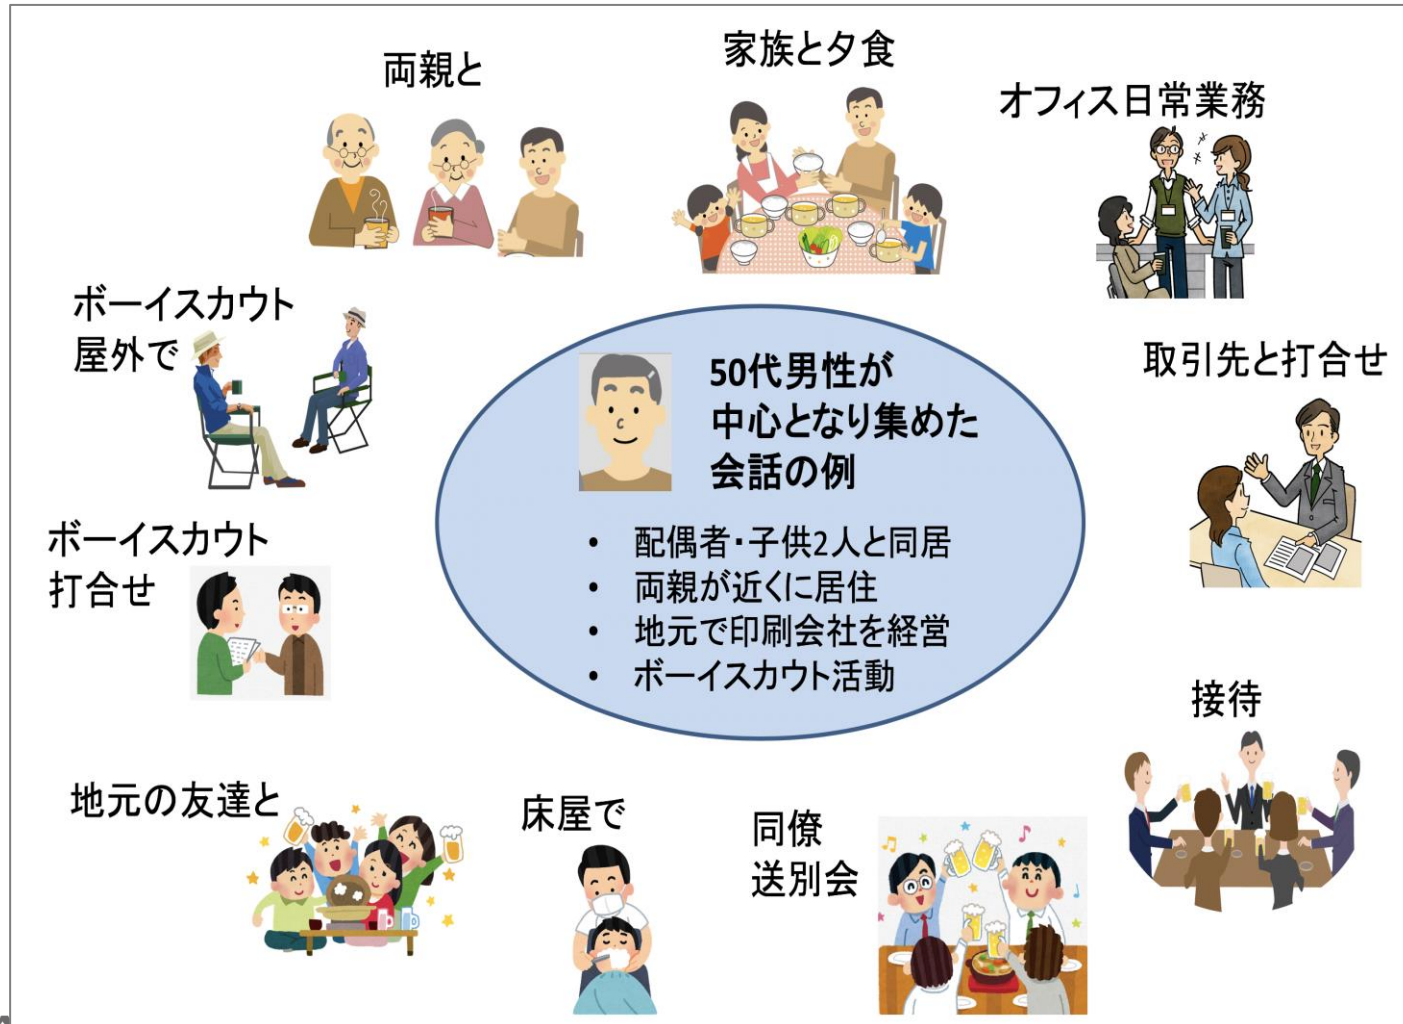 両親と
家族と夕食
オフィス日常業務
ボーイスカウト
屋外で
取引先と打合せ
50代男性が
中心となり集めた
会話の例
• 配偶者・子供2人と同居
• 両親が近くに居住
• 地元で印刷会社を経営
• ボーイスカウト活動
ボーイスカウト
打合せ
接待
地元の友達と
床屋で
同僚
送別会